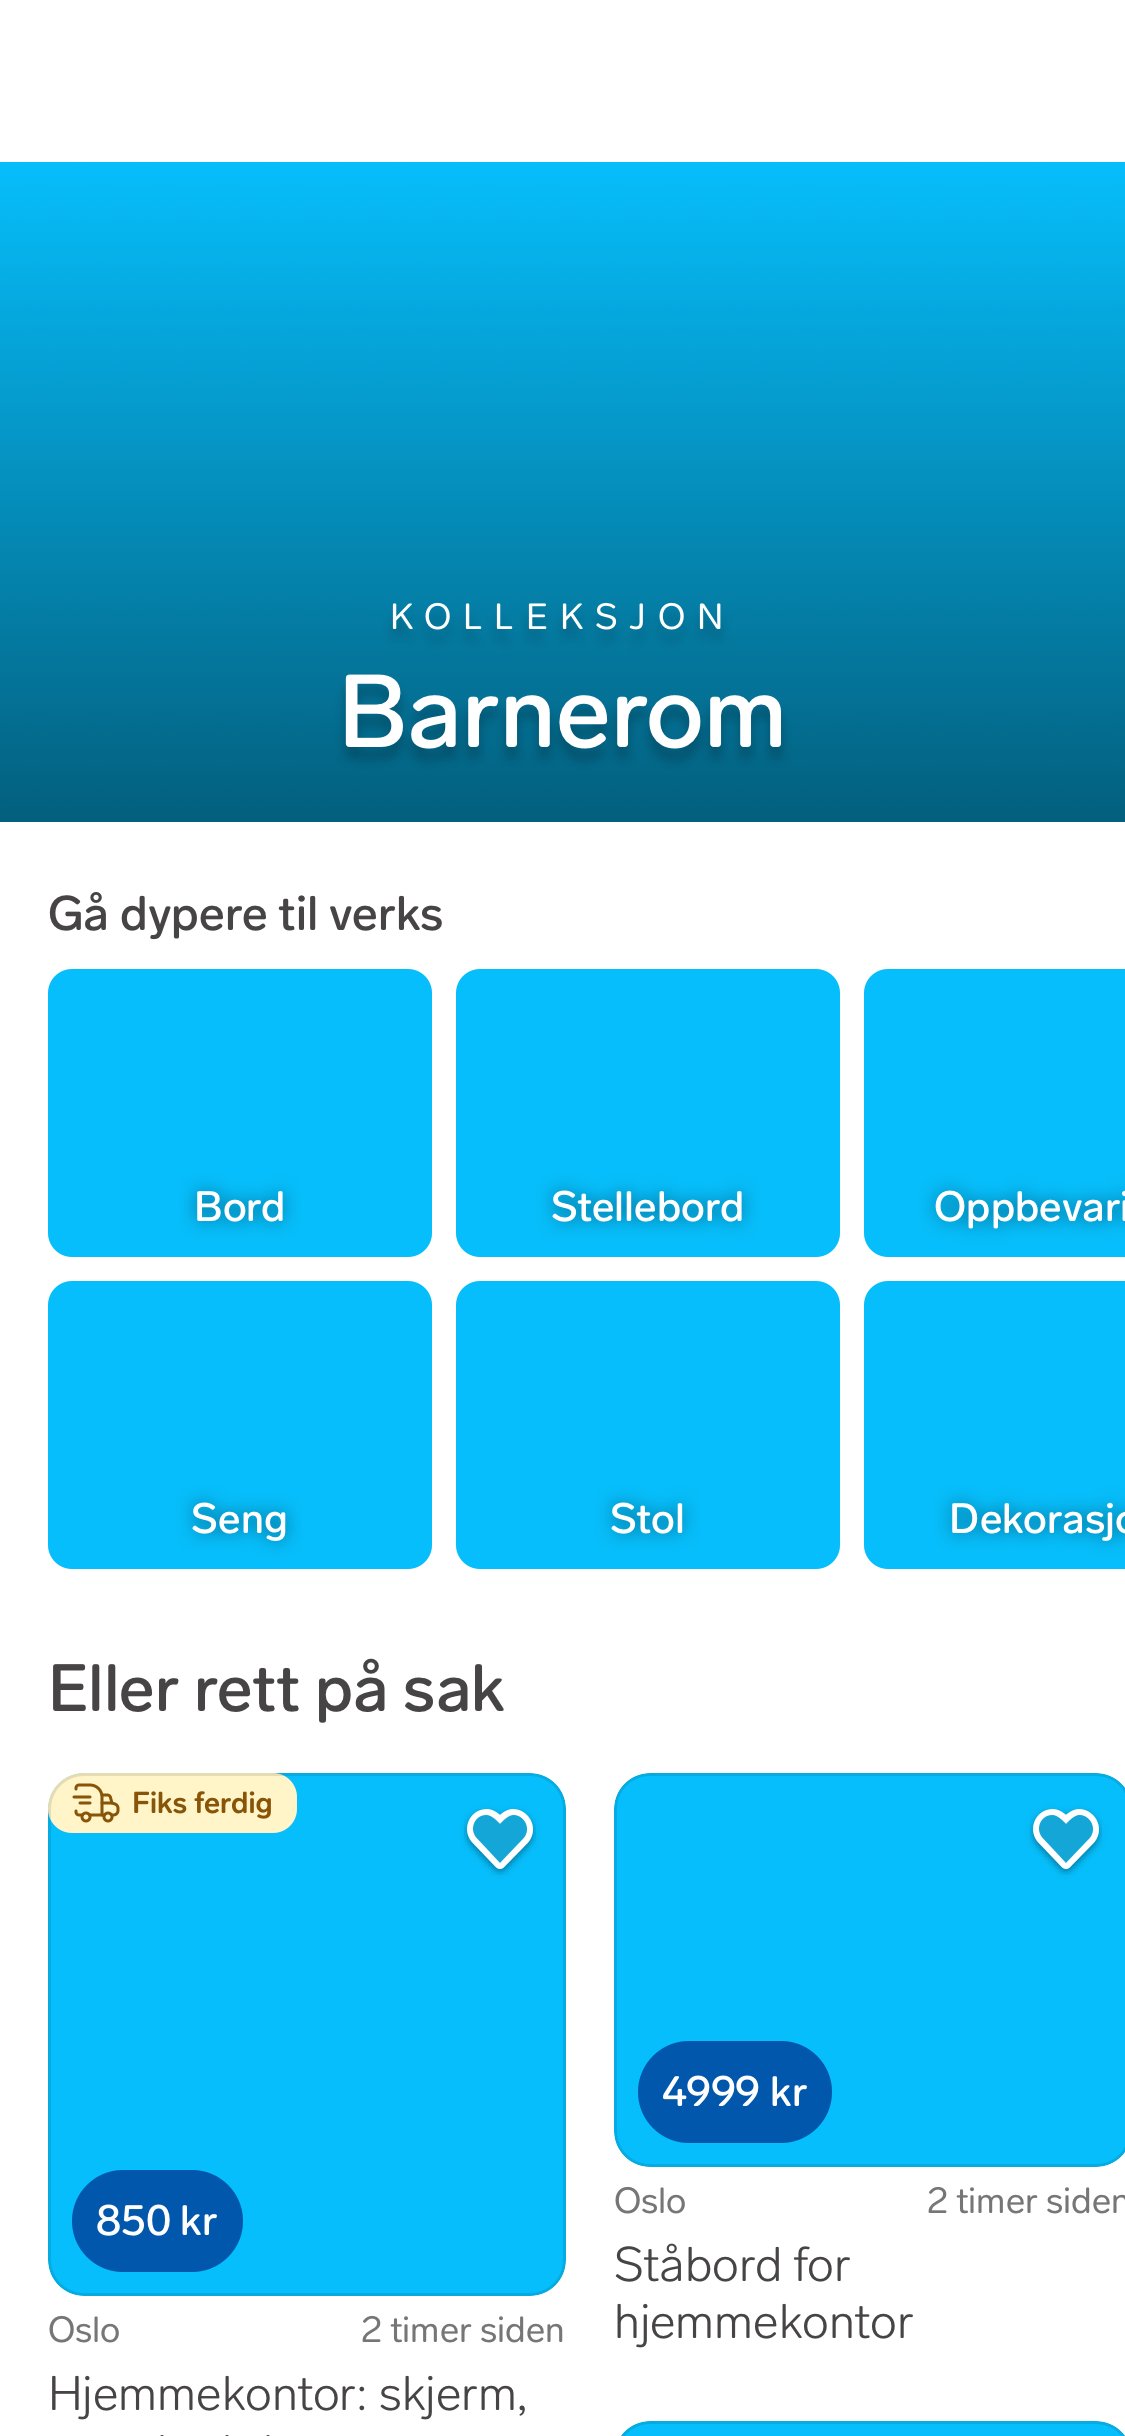 KOLLEKSJON
Barnerom
Gå dypere til verks
Bord
Stellebord
Oppbevari
Seng
Stol
Dekorasjo
Eller rett på sak
Fiks ferdig
850 kr
Oslo
2 timer siden
Hjemmekontor: skjerm,
4999 kr
Oslo
2 timer siden
Ståbord for
hjemmekontor